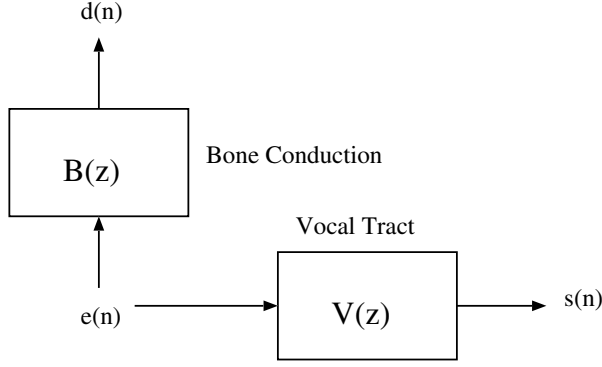 d(n)
B(z)
Bone Conduction
Vocal Tract
e(n)
V(z)
s(n)